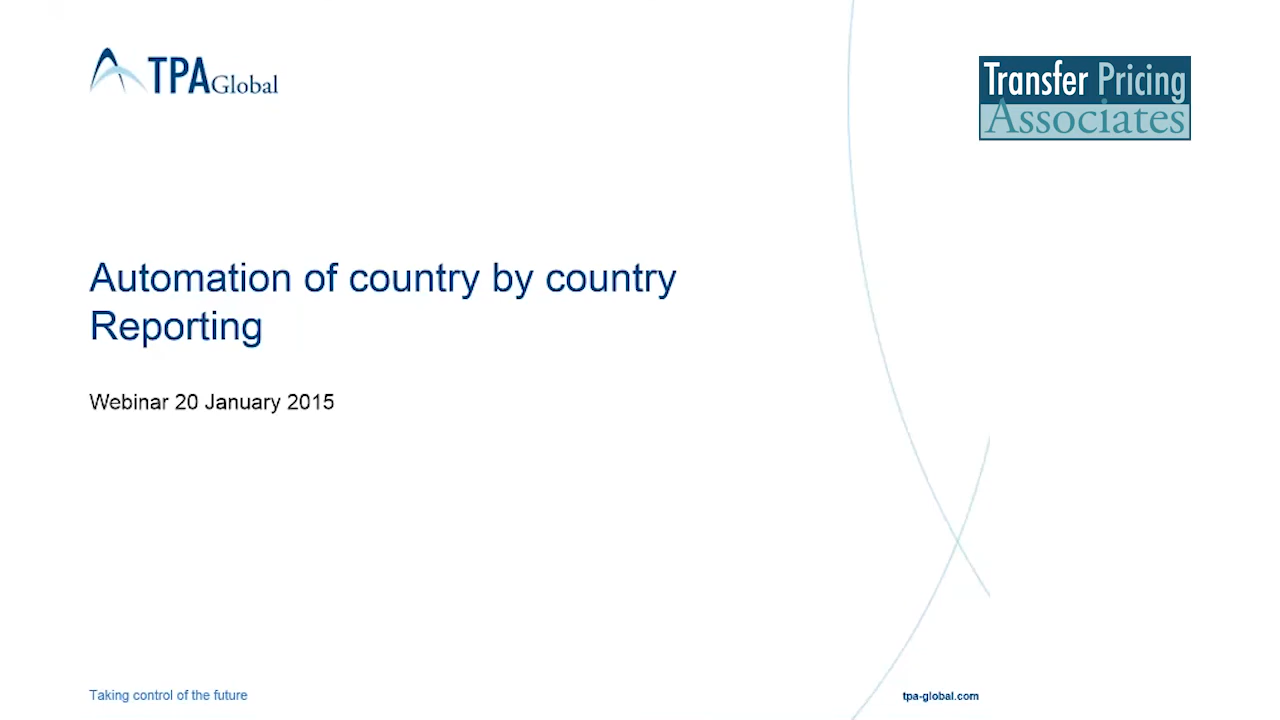 TPA Global
Transfer Pricing
Associates
Automation of country by country
Reporting
Webinar 20 January 2015
Taking control of the future
tpa-global.com